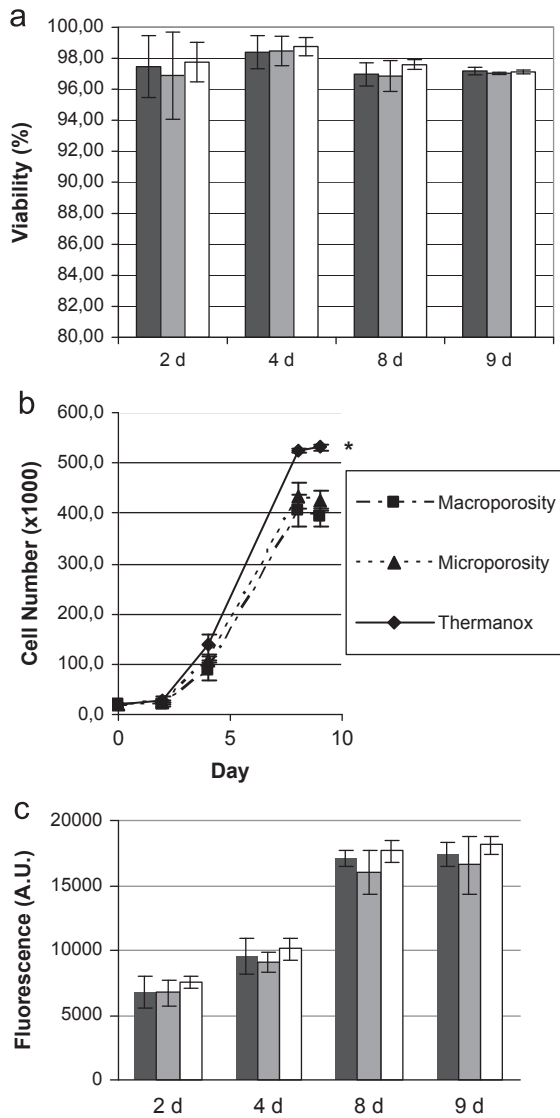 a
Viability (%)
100,00
98,00
96,00
94,00
92,00
90,00
88,00
86,00
84,00
82,00
80,00
2 d 4 d 8 d 9 d
b
Cell Number (x1000)
600,0
500,0
400,0
300,0
200,0
100,0
0,0
0 5 10
Day
*
Macroporosity
Microporosity
Thermanox
c
Fluorescence (A.U.)
20000
15000
10000
5000
0
2 d 4 d 8 d 9 d